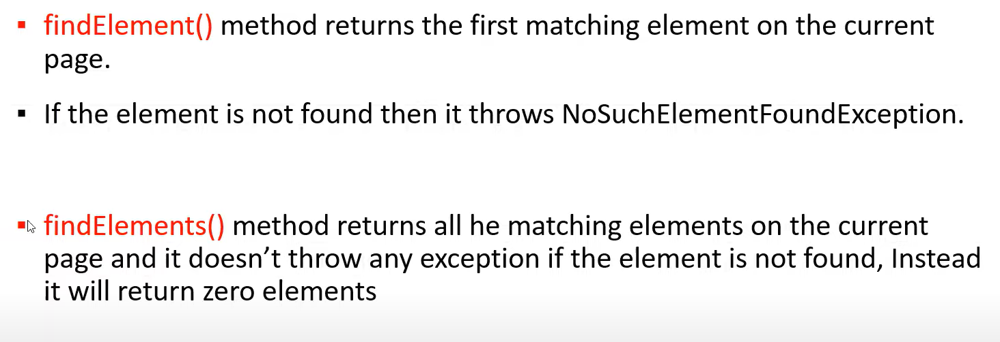 ▪ findElement() method returns the first matching element on the current
page.
▪ If the element is not found then it throws NoSuchElementFoundException.
▪ findElements() method returns all he matching elements on the current
page and it doesn’t throw any exception if the element is not found, Instead
it will return zero elements